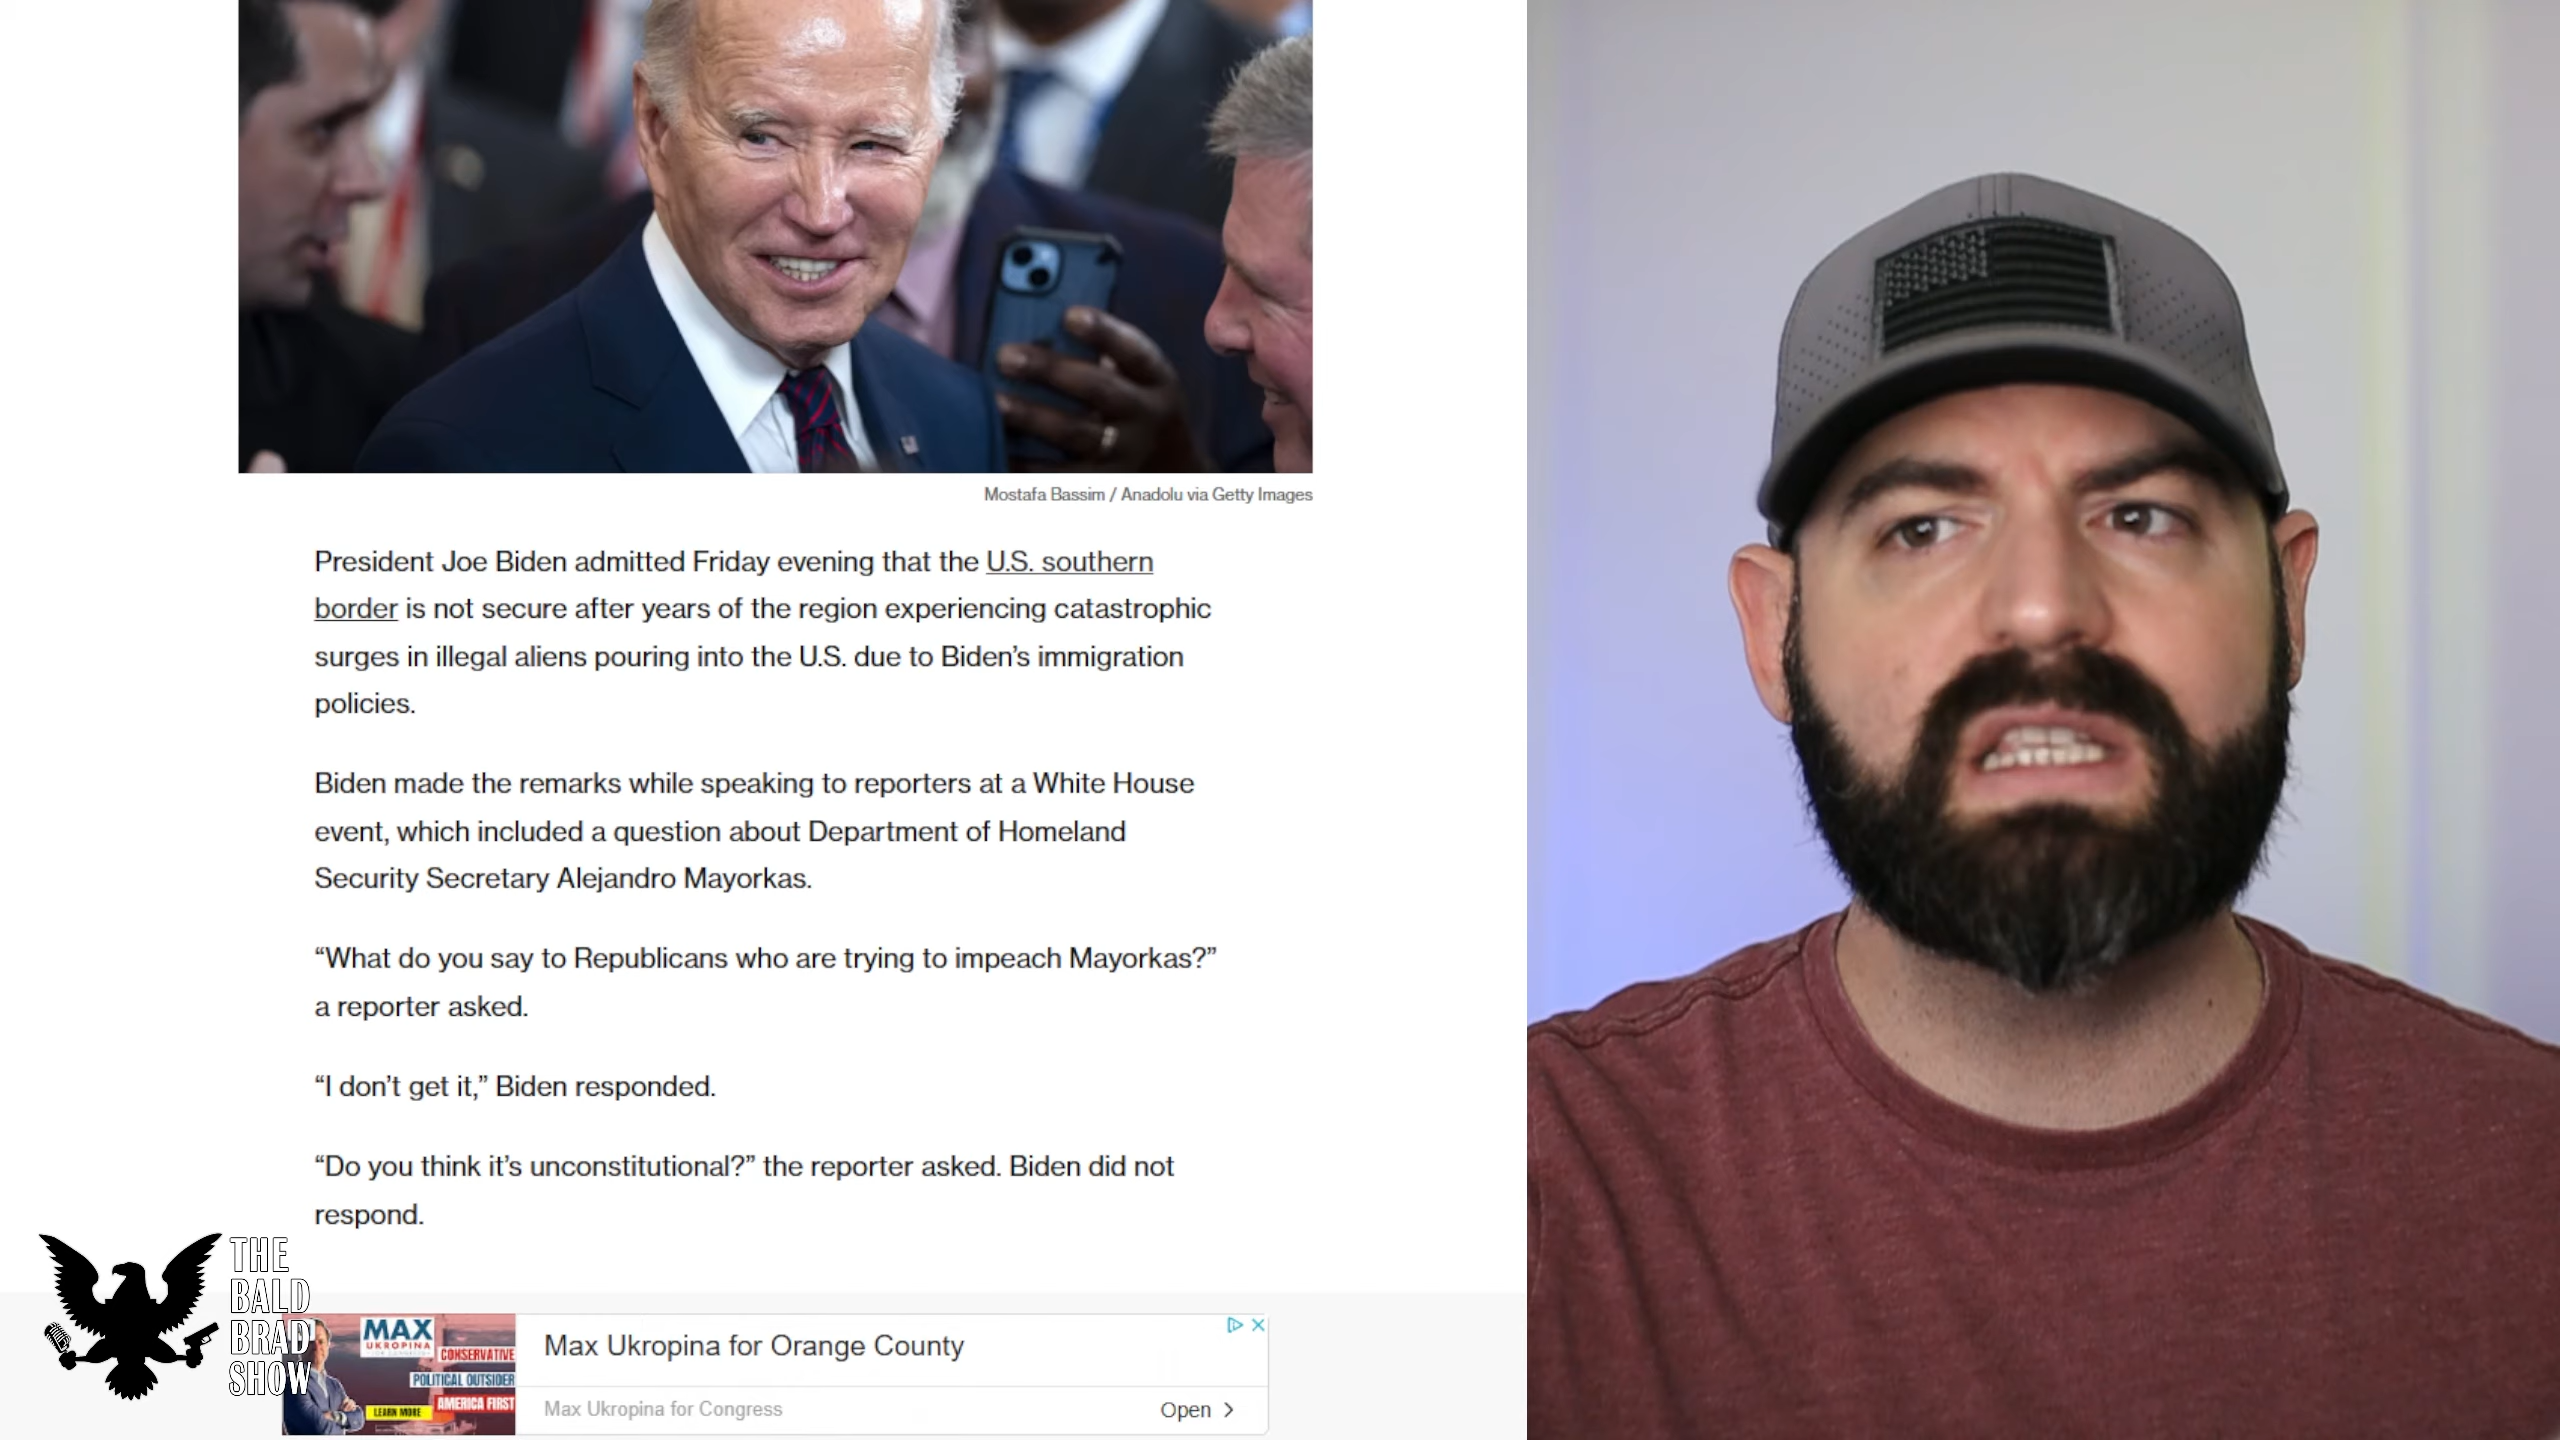 Mostafa Bassim / Anadolu via Getty Images
President Joe Biden admitted Friday evening that the U.S. southern
border is not secure after years of the region experiencing catastrophic
surges in illegal aliens pouring into the U.S. due to Biden’s immigration
policies.
Biden made the remarks while speaking to reporters at a White House
event, which included a question about Department of Homeland
Security Secretary Alejandro Mayorkas.
“What do you say to Republicans who are trying to impeach Mayorkas?”
a reporter asked.
“I don’t get it,” Biden responded.
“Do you think it’s unconstitutional?” the reporter asked. Biden did not
respond.
THE
BALD
BRAD
SHOW
MAX
UKROPINA
CONSERVATIVE
POLITICAL OUTSIDER
AMERICA FIRST
LEARN MORE
Max Ukropina for Orange County
Max Ukropina for Congress
Open